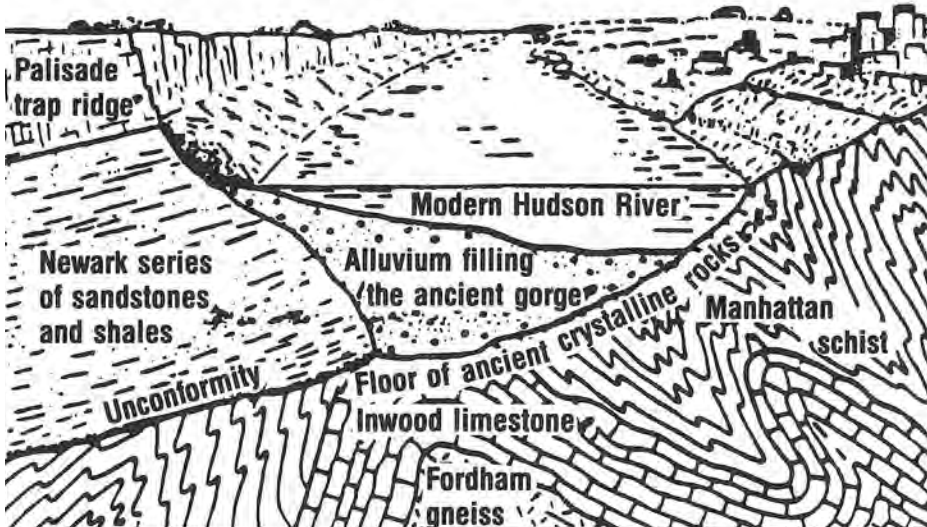 Palisade
trap ridge
Modern Hudson River
Newark series
of sandstones
and shales
Alluvium filling
the ancient gorge
Manhattan
schist
Unconformity
Floor of ancient crystalline rocks
Inwood limestone
Fordham
gneiss